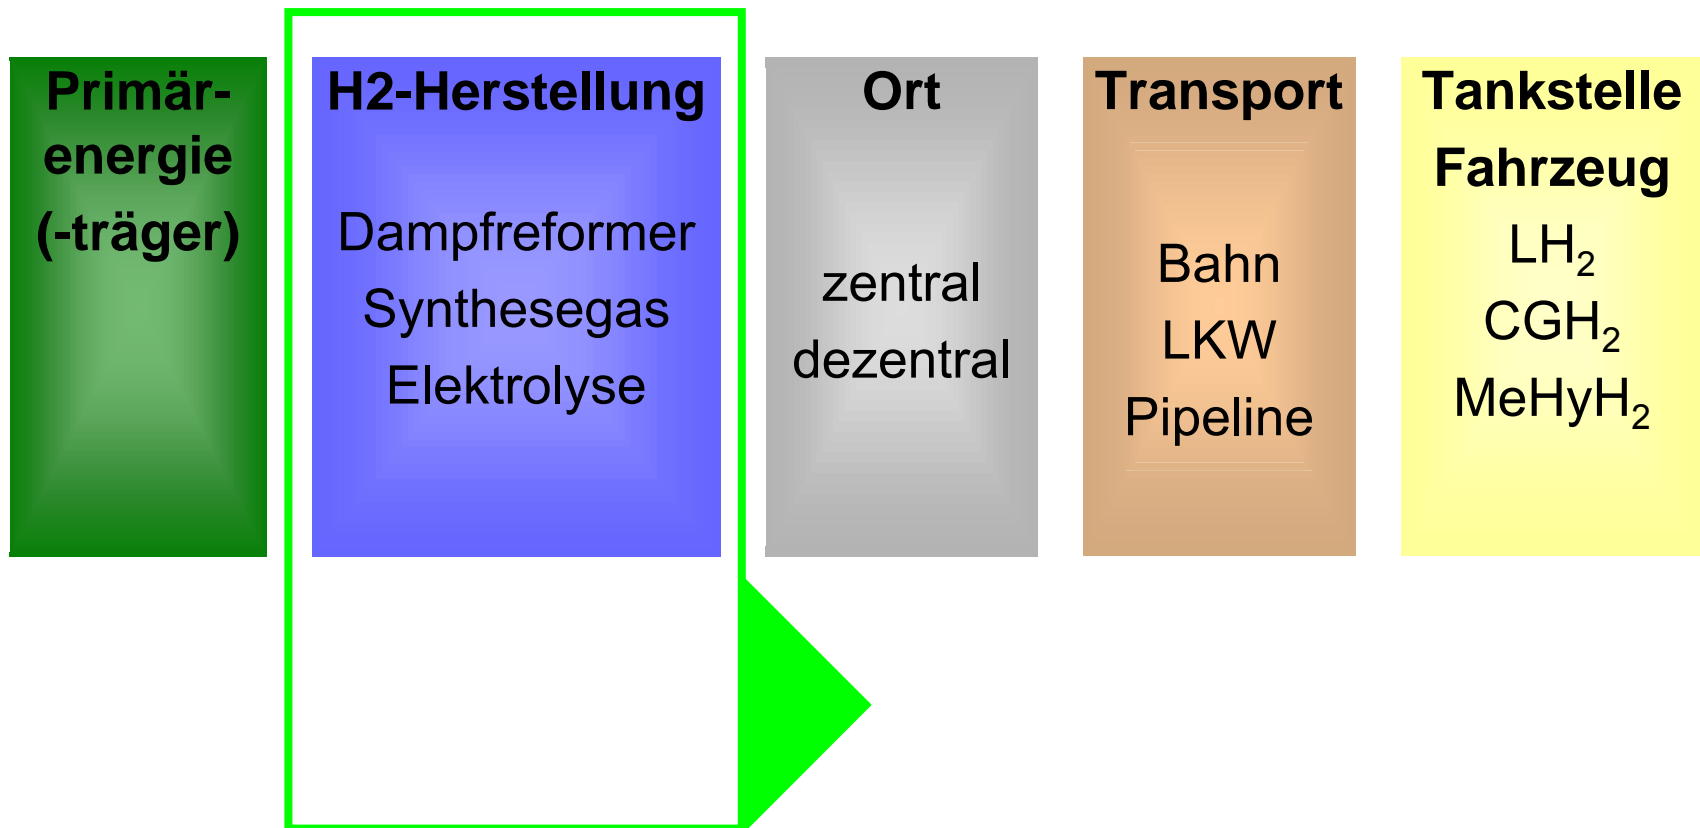 Primär-
energie
(-träger)
H2-Herstellung
Dampfreformer
Synthesegas
Elektrolyse
Ort
zentral
dezentral
Transport
Bahn
LKW
Pipeline
Tankstelle
Fahrzeug
LH₂
CGH₂
MeHyH₂